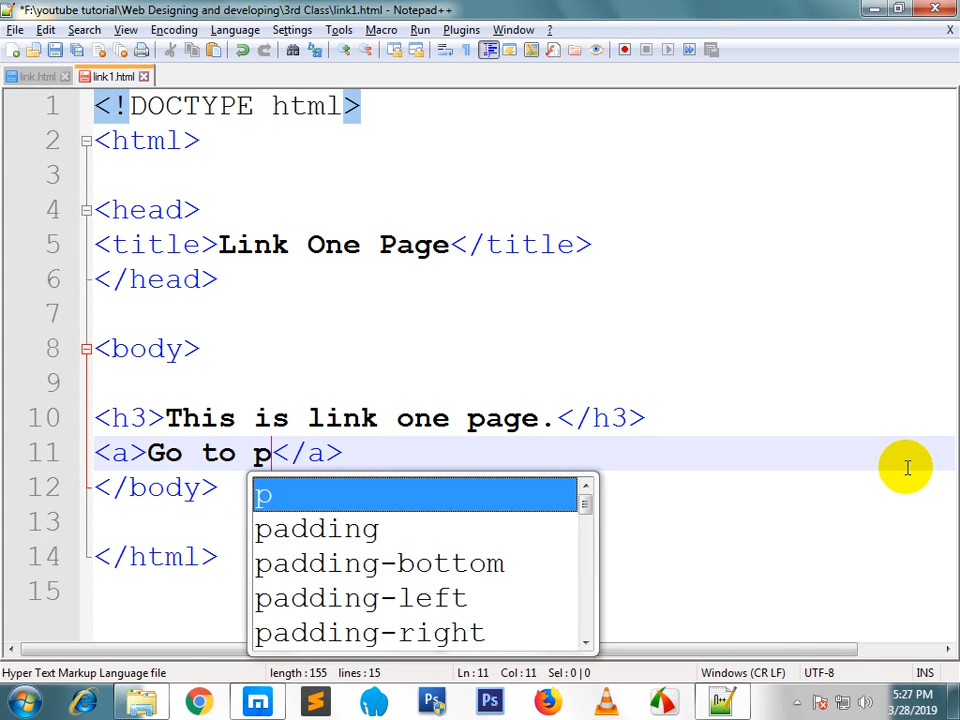 *F:\youtube tutorial\Web Designing and developing\3rd Class\link1.html - Notepad++
File Edit Search View Encoding Language Settings Tools Macro Run Plugins Window ? X
link.html link1.html
1 <!DOCTYPE html>
2 <html>
3
4 <head>
5 <title>Link One Page</title>
6 </head>
7
8 <body>
9
10 <h3>This is link one page.</h3>
11 <a>Go to p</a>
12 </body>
13
14 </html>
15
p
padding
padding-bottom
padding-left
padding-right
Hyper Text Markup Language file length : 155 lines : 15 Ln : 11 Col : 11 Sel : 0 | 0 Windows (CR LF) UTF-8 INS
5:27 PM
3/28/2019